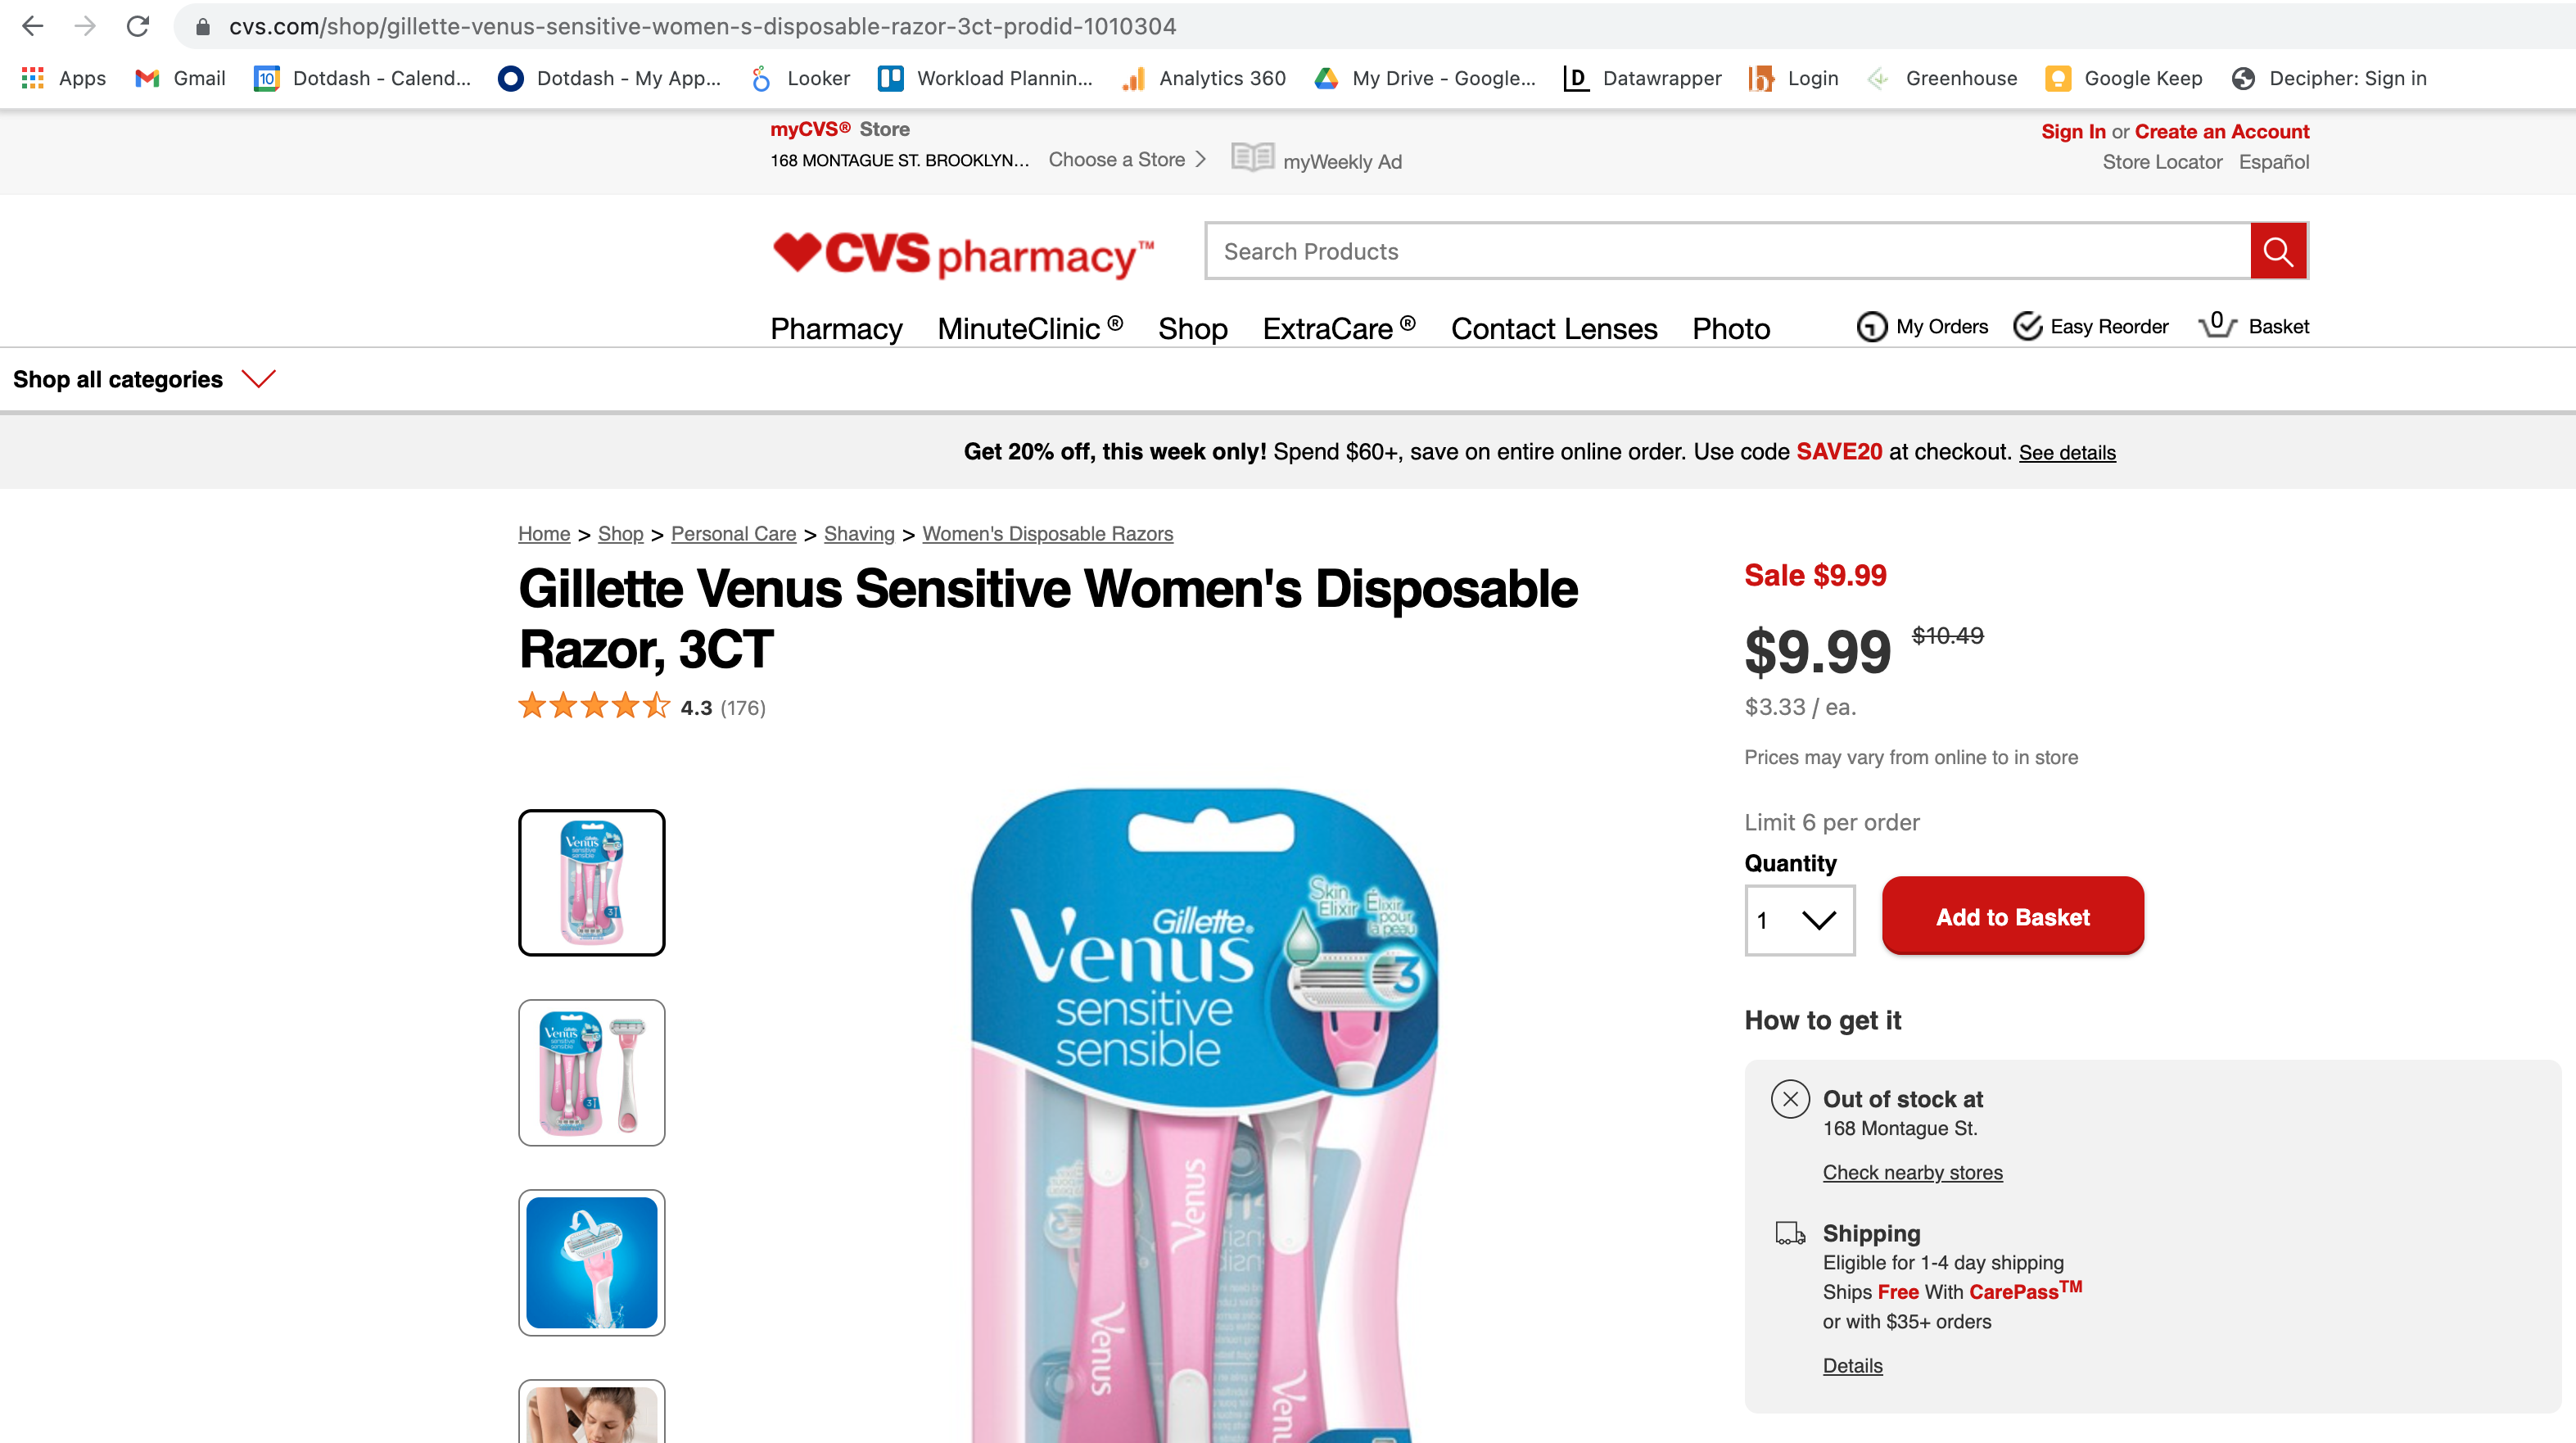 cvs.com/shop/gillette-venus-sensitive-women-s-disposable-razor-3ct-prodid-1010304
Apps Gmail 10 Dotdash - Calend... Dotdash - My App... Looker Workload Plannin... Analytics 360 My Drive - Google... D Datawrapper Login Greenhouse Google Keep Decipher: Sign in
myCVS® Store
168 MONTAGUE ST. BROOKLYN... Choose a Store myWeekly Ad
Sign In or Create an Account
Store Locator Español
CVS pharmacy™
Search Products
Pharmacy MinuteClinic® Shop ExtraCare® Contact Lenses Photo My Orders Easy Reorder 0 Basket
Shop all categories
Get 20% off, this week only! Spend $60+, save on entire online order. Use code SAVE20 at checkout. See details
Home > Shop > Personal Care > Shaving > Women's Disposable Razors
Gillette Venus Sensitive Women's Disposable
Razor, 3CT
4.3 (176)
Sale $9.99
$9.99 $10.49
$3.33 / ea.
Prices may vary from online to in store
Limit 6 per order
Quantity
1
Add to Basket
How to get it
Out of stock at
168 Montague St.
Check nearby stores
Shipping
Eligible for 1-4 day shipping
Ships Free With CarePass™
or with $35+ orders
Details
Gillette®
Venus
sensitive
sensible
Skin
Elixir
Élixir
pour
la peau
3
Venus
Venus
Venu